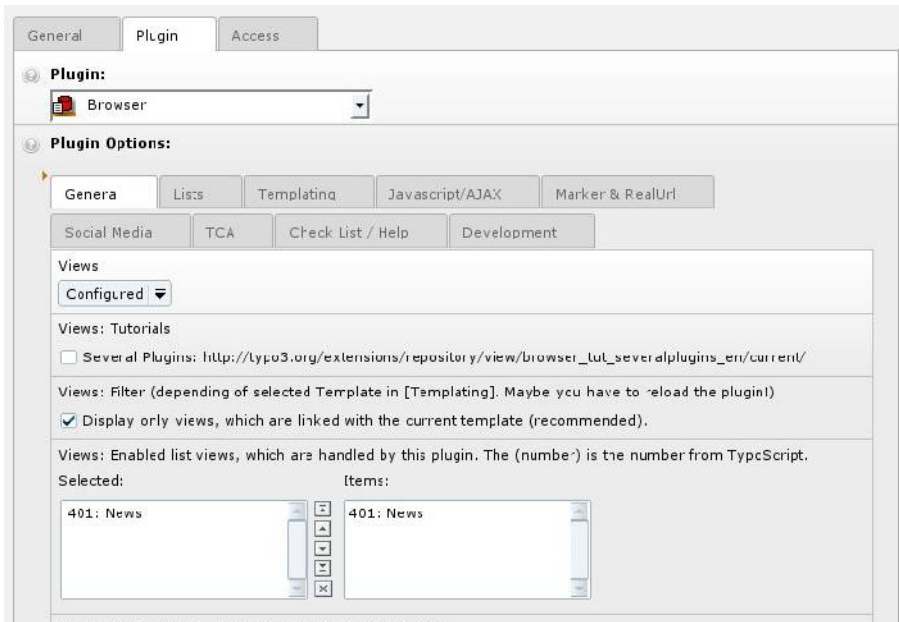 General Plugin Access
Plugin:
Browser
Plugin Options:
Genera Lists Templating Javascript/AJAX Marker & RealUrl
Social Media TCA Check List / Help Development
Views
Configured
Views: Tutorials
Several Plugins: http://typo3.org/extensions/repository/view/browser_tut_severalplugins_en/current/
Views: Filter (depending of selected Template in [Templating]. Maybe you have to reload the plugin!)
Display only views, which are linked with the current template (recommended).
Views: Enabled list views, which are handled by this plugin. The (number) is the number from TypoScript.
Selected: Items:
401: News 401: News